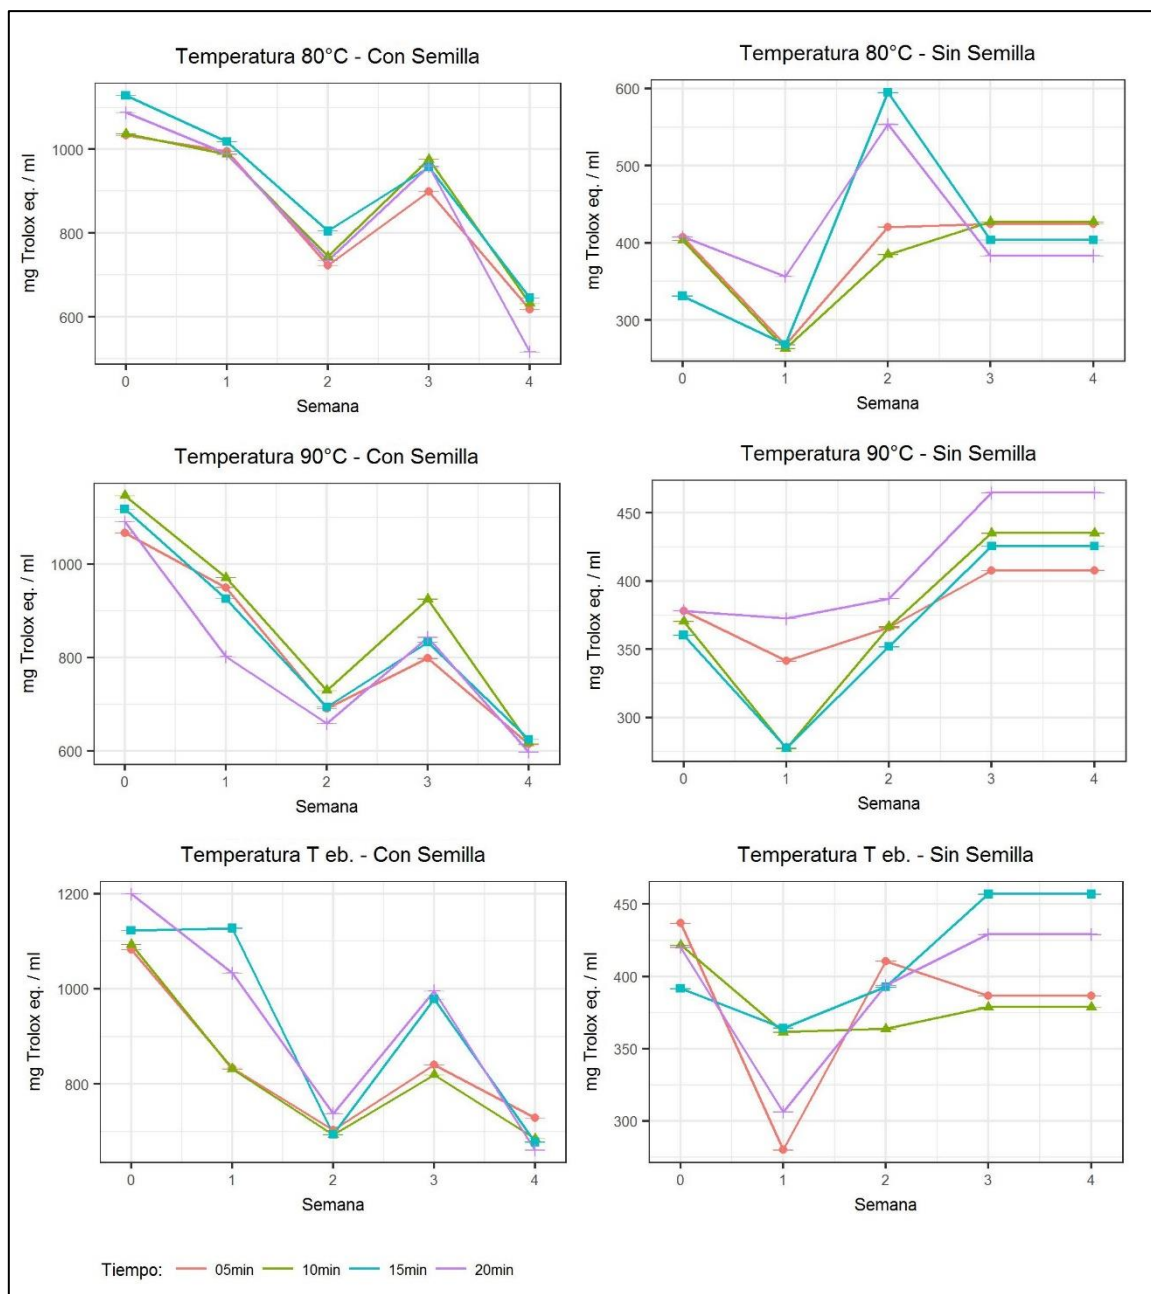 Temperatura 80°C - Con Semilla
mg Trolox eq. / ml
1000
800
600
0 1 2 3 4
Semana
Temperatura 80°C - Sin Semilla
mg Trolox eq. / ml
600
500
400
300
0 1 2 3 4
Semana
Temperatura 90°C - Con Semilla
mg Trolox eq. / ml
1000
800
600
0 1 2 3 4
Semana
Temperatura 90°C - Sin Semilla
mg Trolox eq. / ml
450
400
350
300
0 1 2 3 4
Semana
Temperatura T eb. - Con Semilla
mg Trolox eq. / ml
1200
1000
800
0 1 2 3 4
Semana
Temperatura T eb. - Sin Semilla
mg Trolox eq. / ml
450
400
350
300
0 1 2 3 4
Semana
Tiempo: 05min 10min 15min 20min